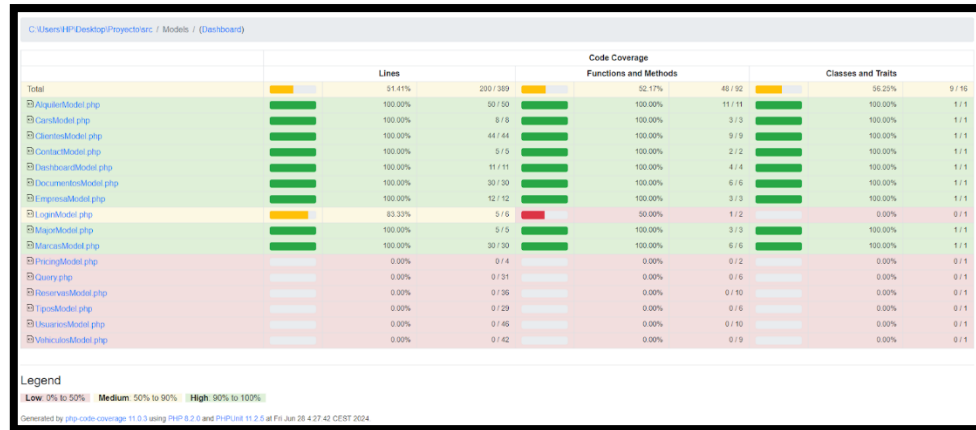 C:\Users\HP\Desktop\Proyecto\src / Models / (Dashboard)
Code Coverage
Lines Functions and Methods Classes and Traits
Total 51.41% 200 / 389 52.17% 48 / 92 56.25% 9 / 16
AlquilerModel.php 100.00% 50 / 50 100.00% 11 / 11 100.00% 1 / 1
CarsModel.php 100.00% 8 / 8 100.00% 3 / 3 100.00% 1 / 1
ClientesModel.php 100.00% 44 / 44 100.00% 9 / 9 100.00% 1 / 1
ContactModel.php 100.00% 5 / 5 100.00% 2 / 2 100.00% 1 / 1
DashboardModel.php 100.00% 11 / 11 100.00% 4 / 4 100.00% 1 / 1
DocumentosModel.php 100.00% 30 / 30 100.00% 6 / 6 100.00% 1 / 1
EmpresaModel.php 100.00% 12 / 12 100.00% 3 / 3 100.00% 1 / 1
LoginModel.php 83.33% 5 / 6 50.00% 1 / 2 0.00% 0 / 1
MajorModel.php 100.00% 5 / 5 100.00% 3 / 3 100.00% 1 / 1
MarcasModel.php 100.00% 30 / 30 100.00% 6 / 6 100.00% 1 / 1
PricingModel.php 0.00% 0 / 4 0.00% 0 / 2 0.00% 0 / 1
Query.php 0.00% 0 / 31 0.00% 0 / 6 0.00% 0 / 1
ReservasModel.php 0.00% 0 / 36 0.00% 0 / 10 0.00% 0 / 1
TiposModel.php 0.00% 0 / 29 0.00% 0 / 6 0.00% 0 / 1
UsuariosModel.php 0.00% 0 / 46 0.00% 0 / 10 0.00% 0 / 1
VehiculosModel.php 0.00% 0 / 42 0.00% 0 / 9 0.00% 0 / 1
Legend
Low: 0% to 50% Medium: 50% to 90% High: 90% to 100%
Generated by php-code-coverage 11.0.3 using PHP 8.2.0 and PHPUnit 11.2.5 at Fri Jun 28 4:27:42 CEST 2024.